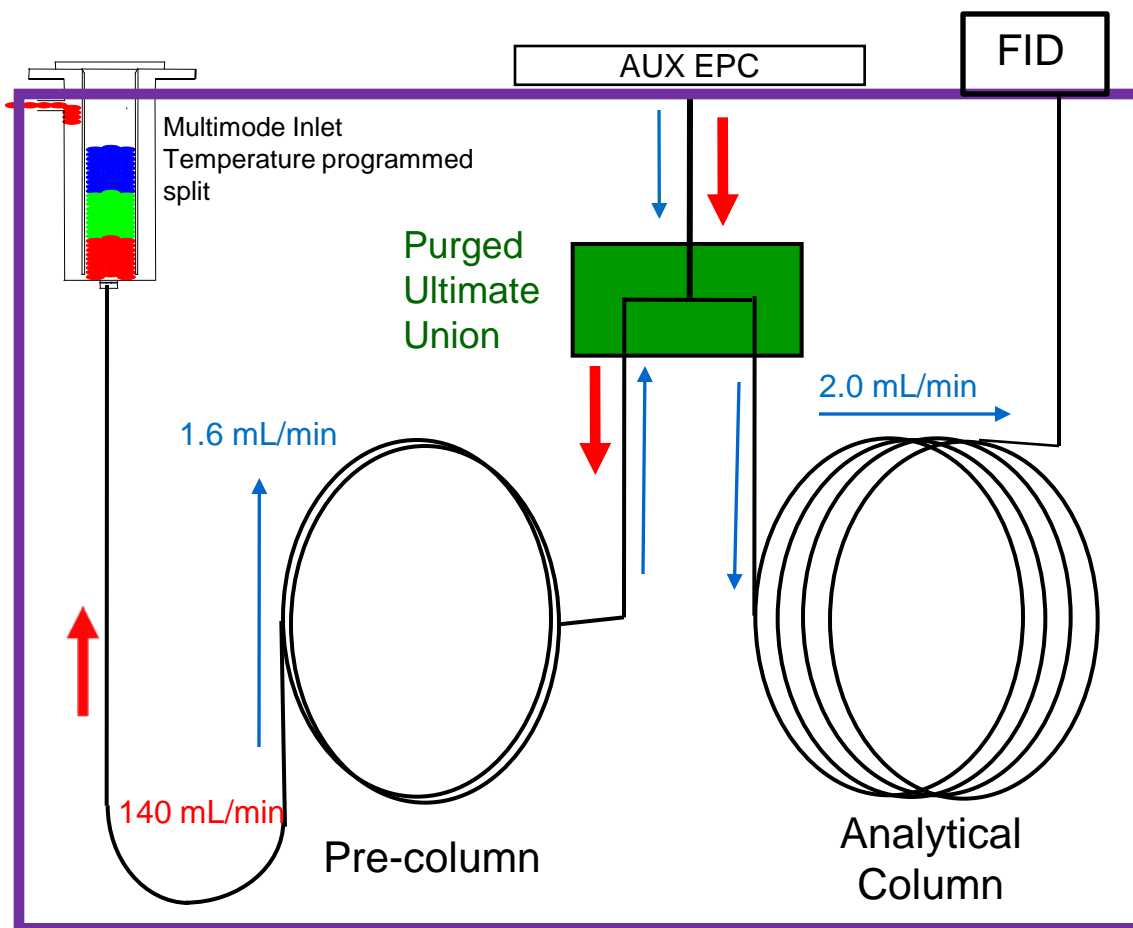 FID
AUX EPC
Multimode Inlet
Temperature programmed
split
Purged
Ultimate
Union
2.0 mL/min
1.6 mL/min
140 mL/min
Pre-column
Analytical
Column